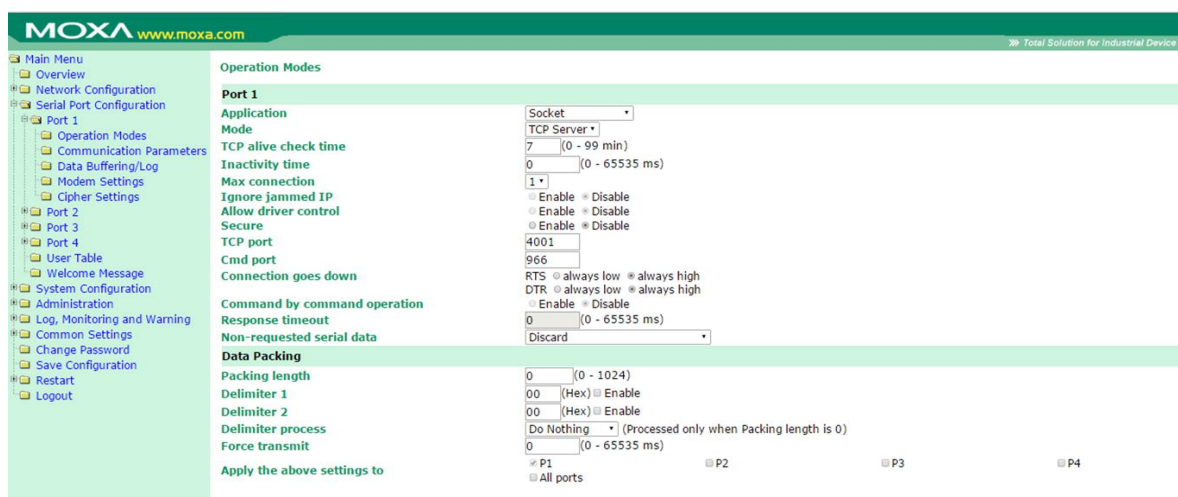 MOXA www.moxa.com
Total Solution for Industrial Device
Main Menu
Overview
Network Configuration
Serial Port Configuration
Port 1
Operation Modes
Communication Parameters
Data Buffering/Log
Modem Settings
Cipher Settings
Port 2
Port 3
Port 4
User Table
Welcome Message
System Configuration
Administration
Log, Monitoring and Warning
Common Settings
Change Password
Save Configuration
Restart
Logout
Operation Modes
Port 1
Application Socket
Mode TCP Server
TCP alive check time 7 (0 - 99 min)
Inactivity time 0 (0 - 65535 ms)
Max connection 1
Ignore jammed IP Enable Disable
Allow driver control Enable Disable
Secure Enable Disable
TCP port 4001
Cmd port 966
Connection goes down RTS always low always high
DTR always low always high
Command by command operation Enable Disable
Response timeout 0 (0 - 65535 ms)
Non-requested serial data Discard
Data Packing
Packing length 0 (0 - 1024)
Delimiter 1 00 (Hex) Enable
Delimiter 2 00 (Hex) Enable
Delimiter process Do Nothing (Processed only when Packing length is 0)
Force transmit 0 (0 - 65535 ms)
Apply the above settings to P1 P2 P3 P4
All ports